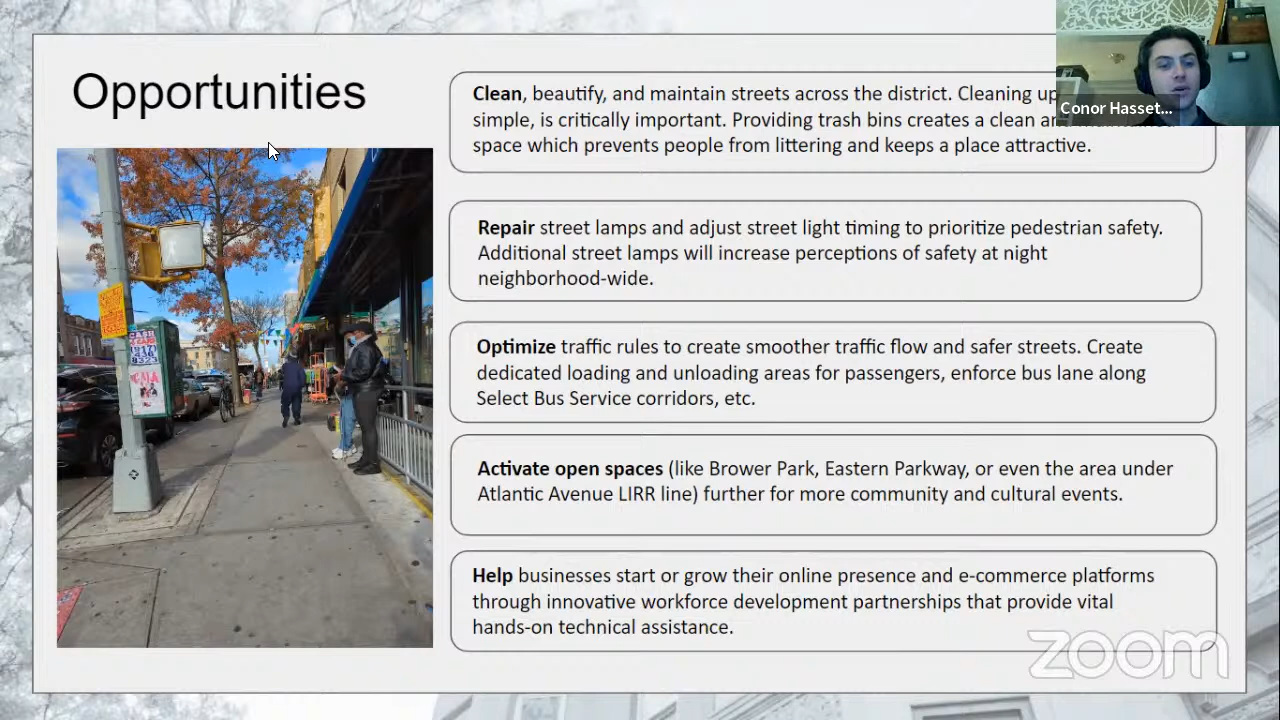 Opportunities
Clean, beautify, and maintain streets across the district. Cleaning up
simple, is critically important. Providing trash bins creates a clean
space which prevents people from littering and keeps a place attractive.
Conor Hasset...
Repair street lamps and adjust street light timing to prioritize pedestrian safety.
Additional street lamps will increase perceptions of safety at night
neighborhood-wide.
Optimize traffic rules to create smoother traffic flow and safer streets. Create
dedicated loading and unloading areas for passengers, enforce bus lane along
Select Bus Service corridors, etc.
Activate open spaces (like Brower Park, Eastern Parkway, or even the area under
Atlantic Avenue LIRR line) further for more community and cultural events.
Help businesses start or grow their online presence and e-commerce platforms
through innovative workforce development partnerships that provide vital
hands-on technical assistance.
zoom